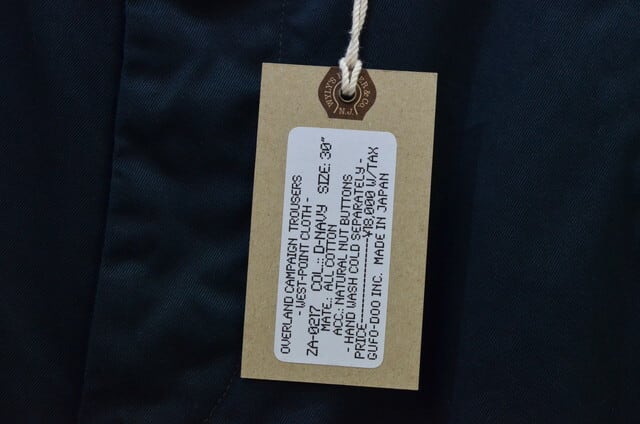 OVERLAND CAMPAIGN TROUSERS
- WEST-POINT CLOTH -
ZA-0217 COL.: D-NAVY SIZE: 30"
MATE.: ALL COTTON
ACC.: NATURAL NUT BUTTONS
- HAND WASH COLD SEPARATELY -
PRICE------------------¥18,000 W/TAX
GUFO-DOO INC. MADE IN JAPAN
& Co.